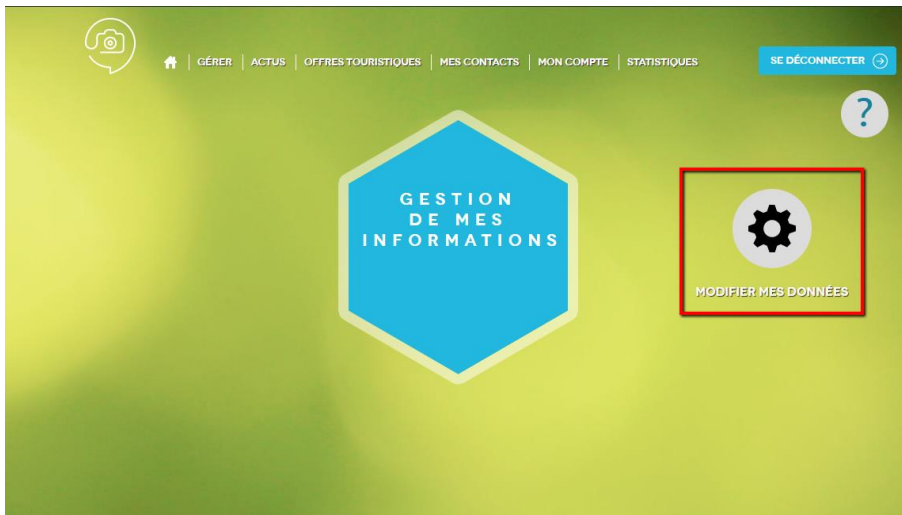 GÉRER ACTUS OFFRES TOURISTIQUES MES CONTACTS MON COMPTE STATISTIQUES SE DÉCONNECTER
?
GESTION
DE MES
INFORMATIONS
MODIFIER MES DONNÉES